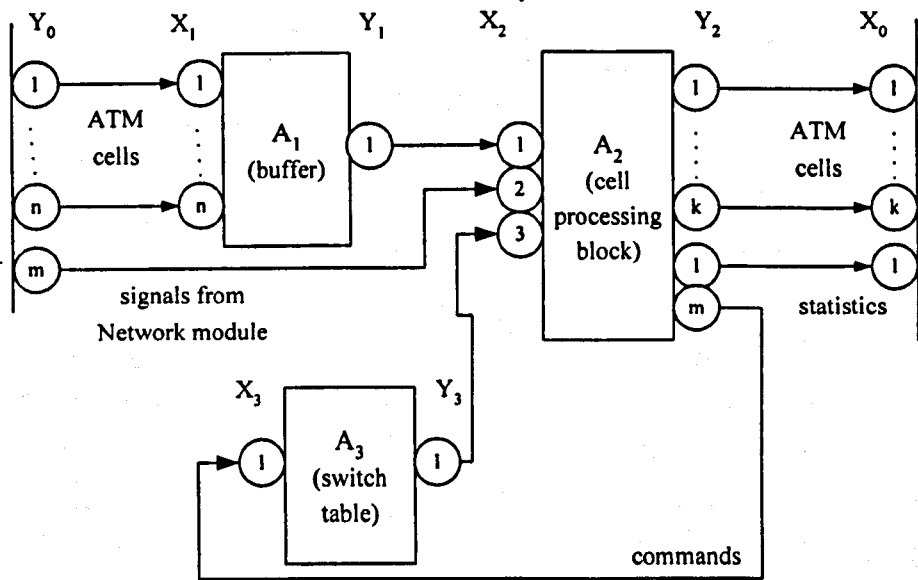 Y0 X1 Y1 X2 Y2 X0
1 1 1 1
ATM
cells
A1
(buffer)
1 1
A2
(cell
processing
block)
ATM
cells
2
n n 3 k k
m 1 1
signals from
Network module
m
statistics
X3 Y3
1
A3
(switch
table)
1
commands